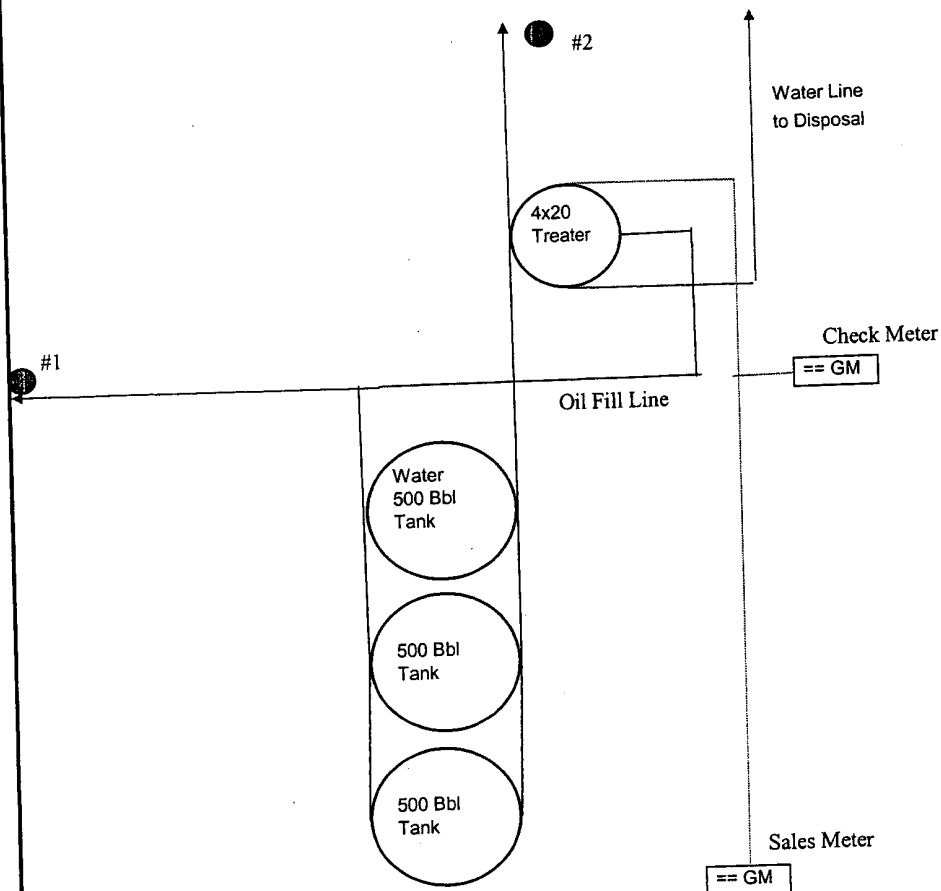 #2
Water Line
to Disposal
4x20
Treater
Check Meter
== GM
#1
Oil Fill Line
Water
500 Bbl
Tank
500 Bbl
Tank
500 Bbl
Tank
Sales Meter
== GM